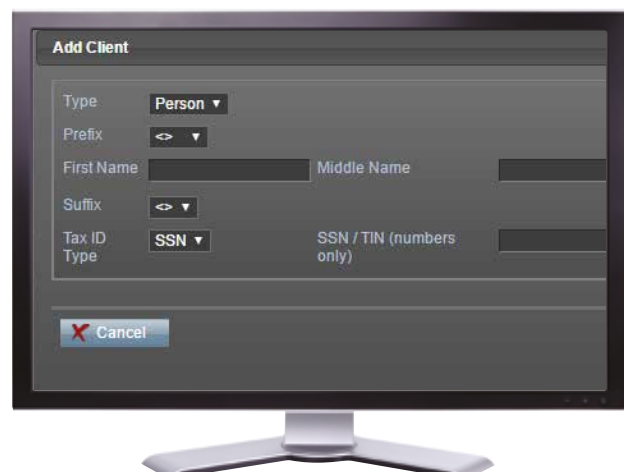 Add Client
Type Person
Prefix <>
First Name Middle Name
Suffix <>
Tax ID Type SSN SSN / TIN (numbers only)
Cancel